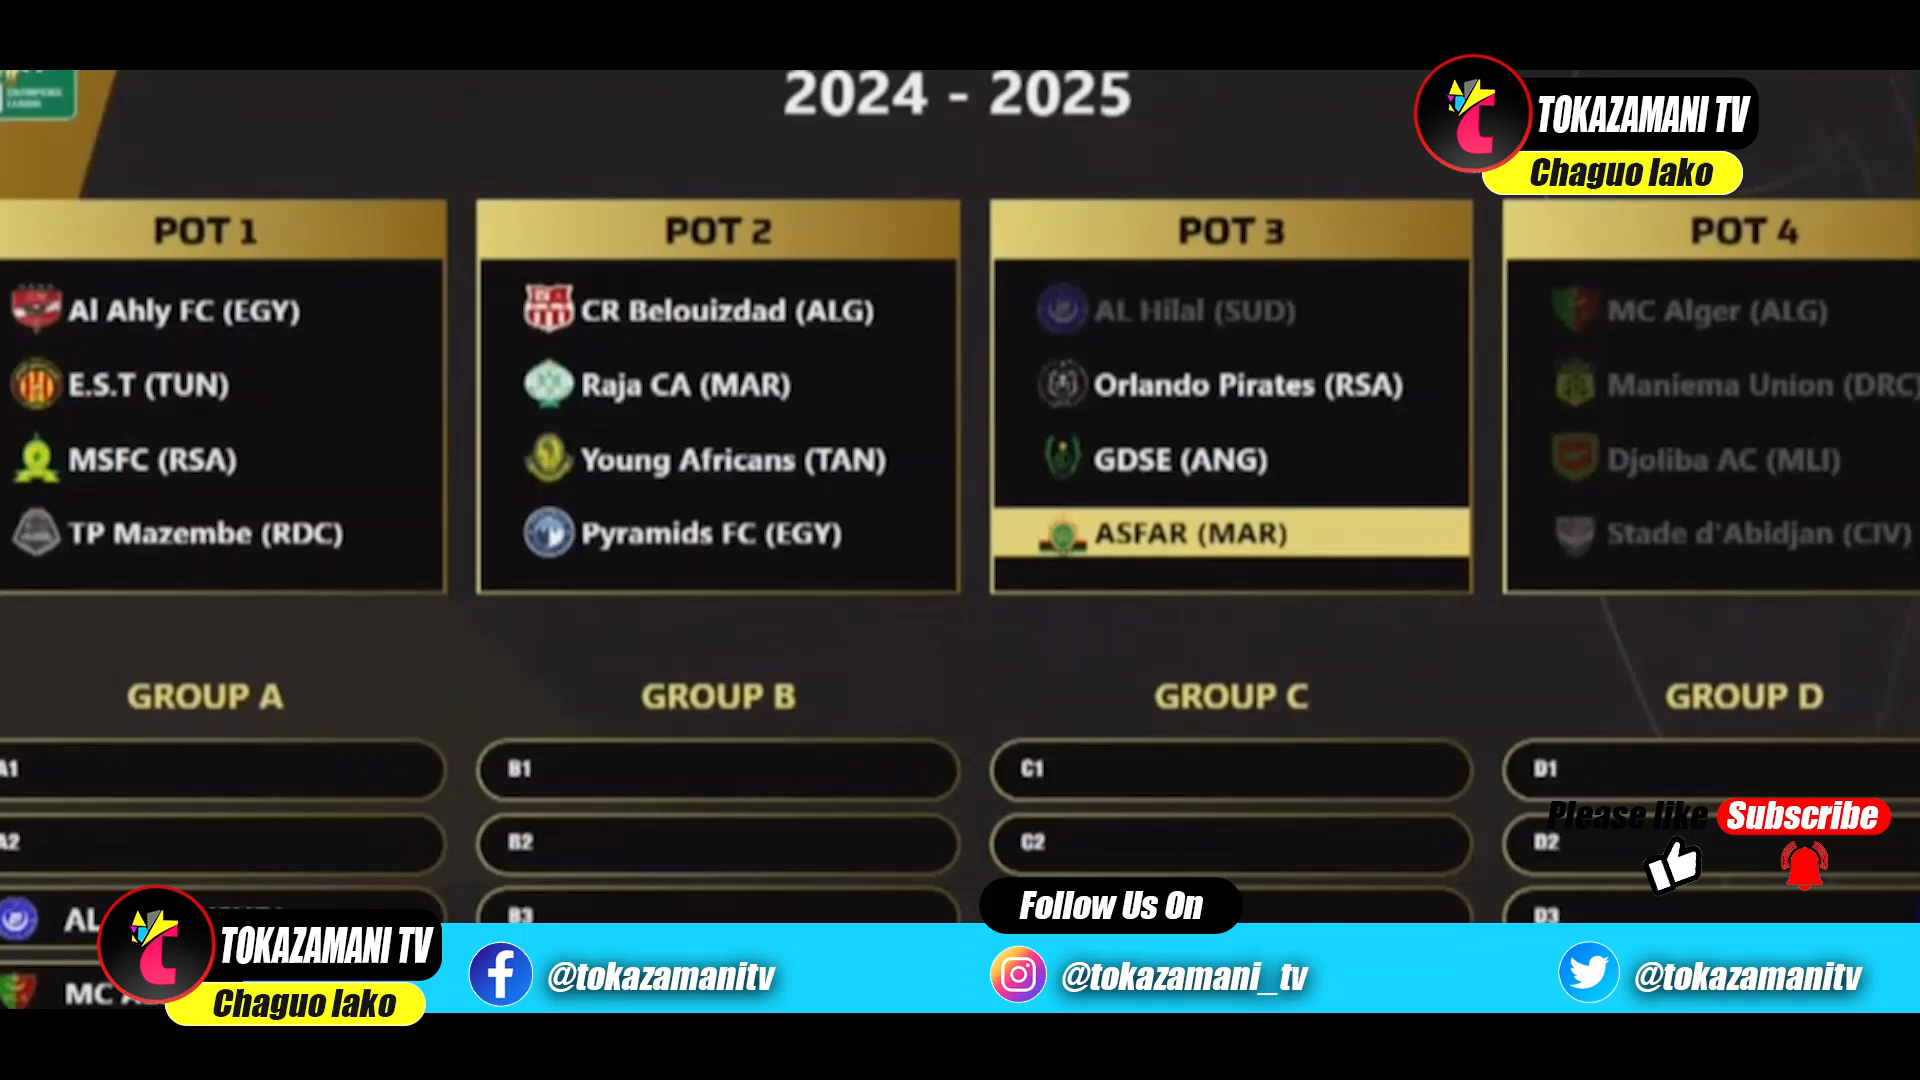 2024 - 2025
TOKAZAMANI TV
Chaguo lako
POT 1
Al Ahly FC (EGY)
E.S.T (TUN)
MSFC (RSA)
TP Mazembe (RDC)
POT 2
CR Belouizdad (ALG)
Raja CA (MAR)
Young Africans (TAN)
Pyramids FC (EGY)
POT 3
AL Hilal (SUD)
Orlando Pirates (RSA)
GDSE (ANG)
ASFAR (MAR)
POT 4
MC Alger (ALG)
Maniema Union (DRC)
Djoliba AC (MLI)
Stade d'Abidjan (CIV)
GROUP A
A1
A2
AL
MC
GROUP B
B1
B2
B3
GROUP C
C1
C2
GROUP D
D1
D2
D3
Please like Subscribe
Follow Us On
TOKAZAMANI TV
Chaguo lako
@tokazamanitv
@tokazamani_tv
@tokazamanitv